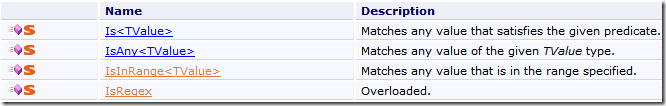 Name Description
Is<TValue> Matches any value that satisfies the given predicate.
IsAny<TValue> Matches any value of the given TValue type.
IsInRange<TValue> Matches any value that is in the range specified.
IsRegex Overloaded.